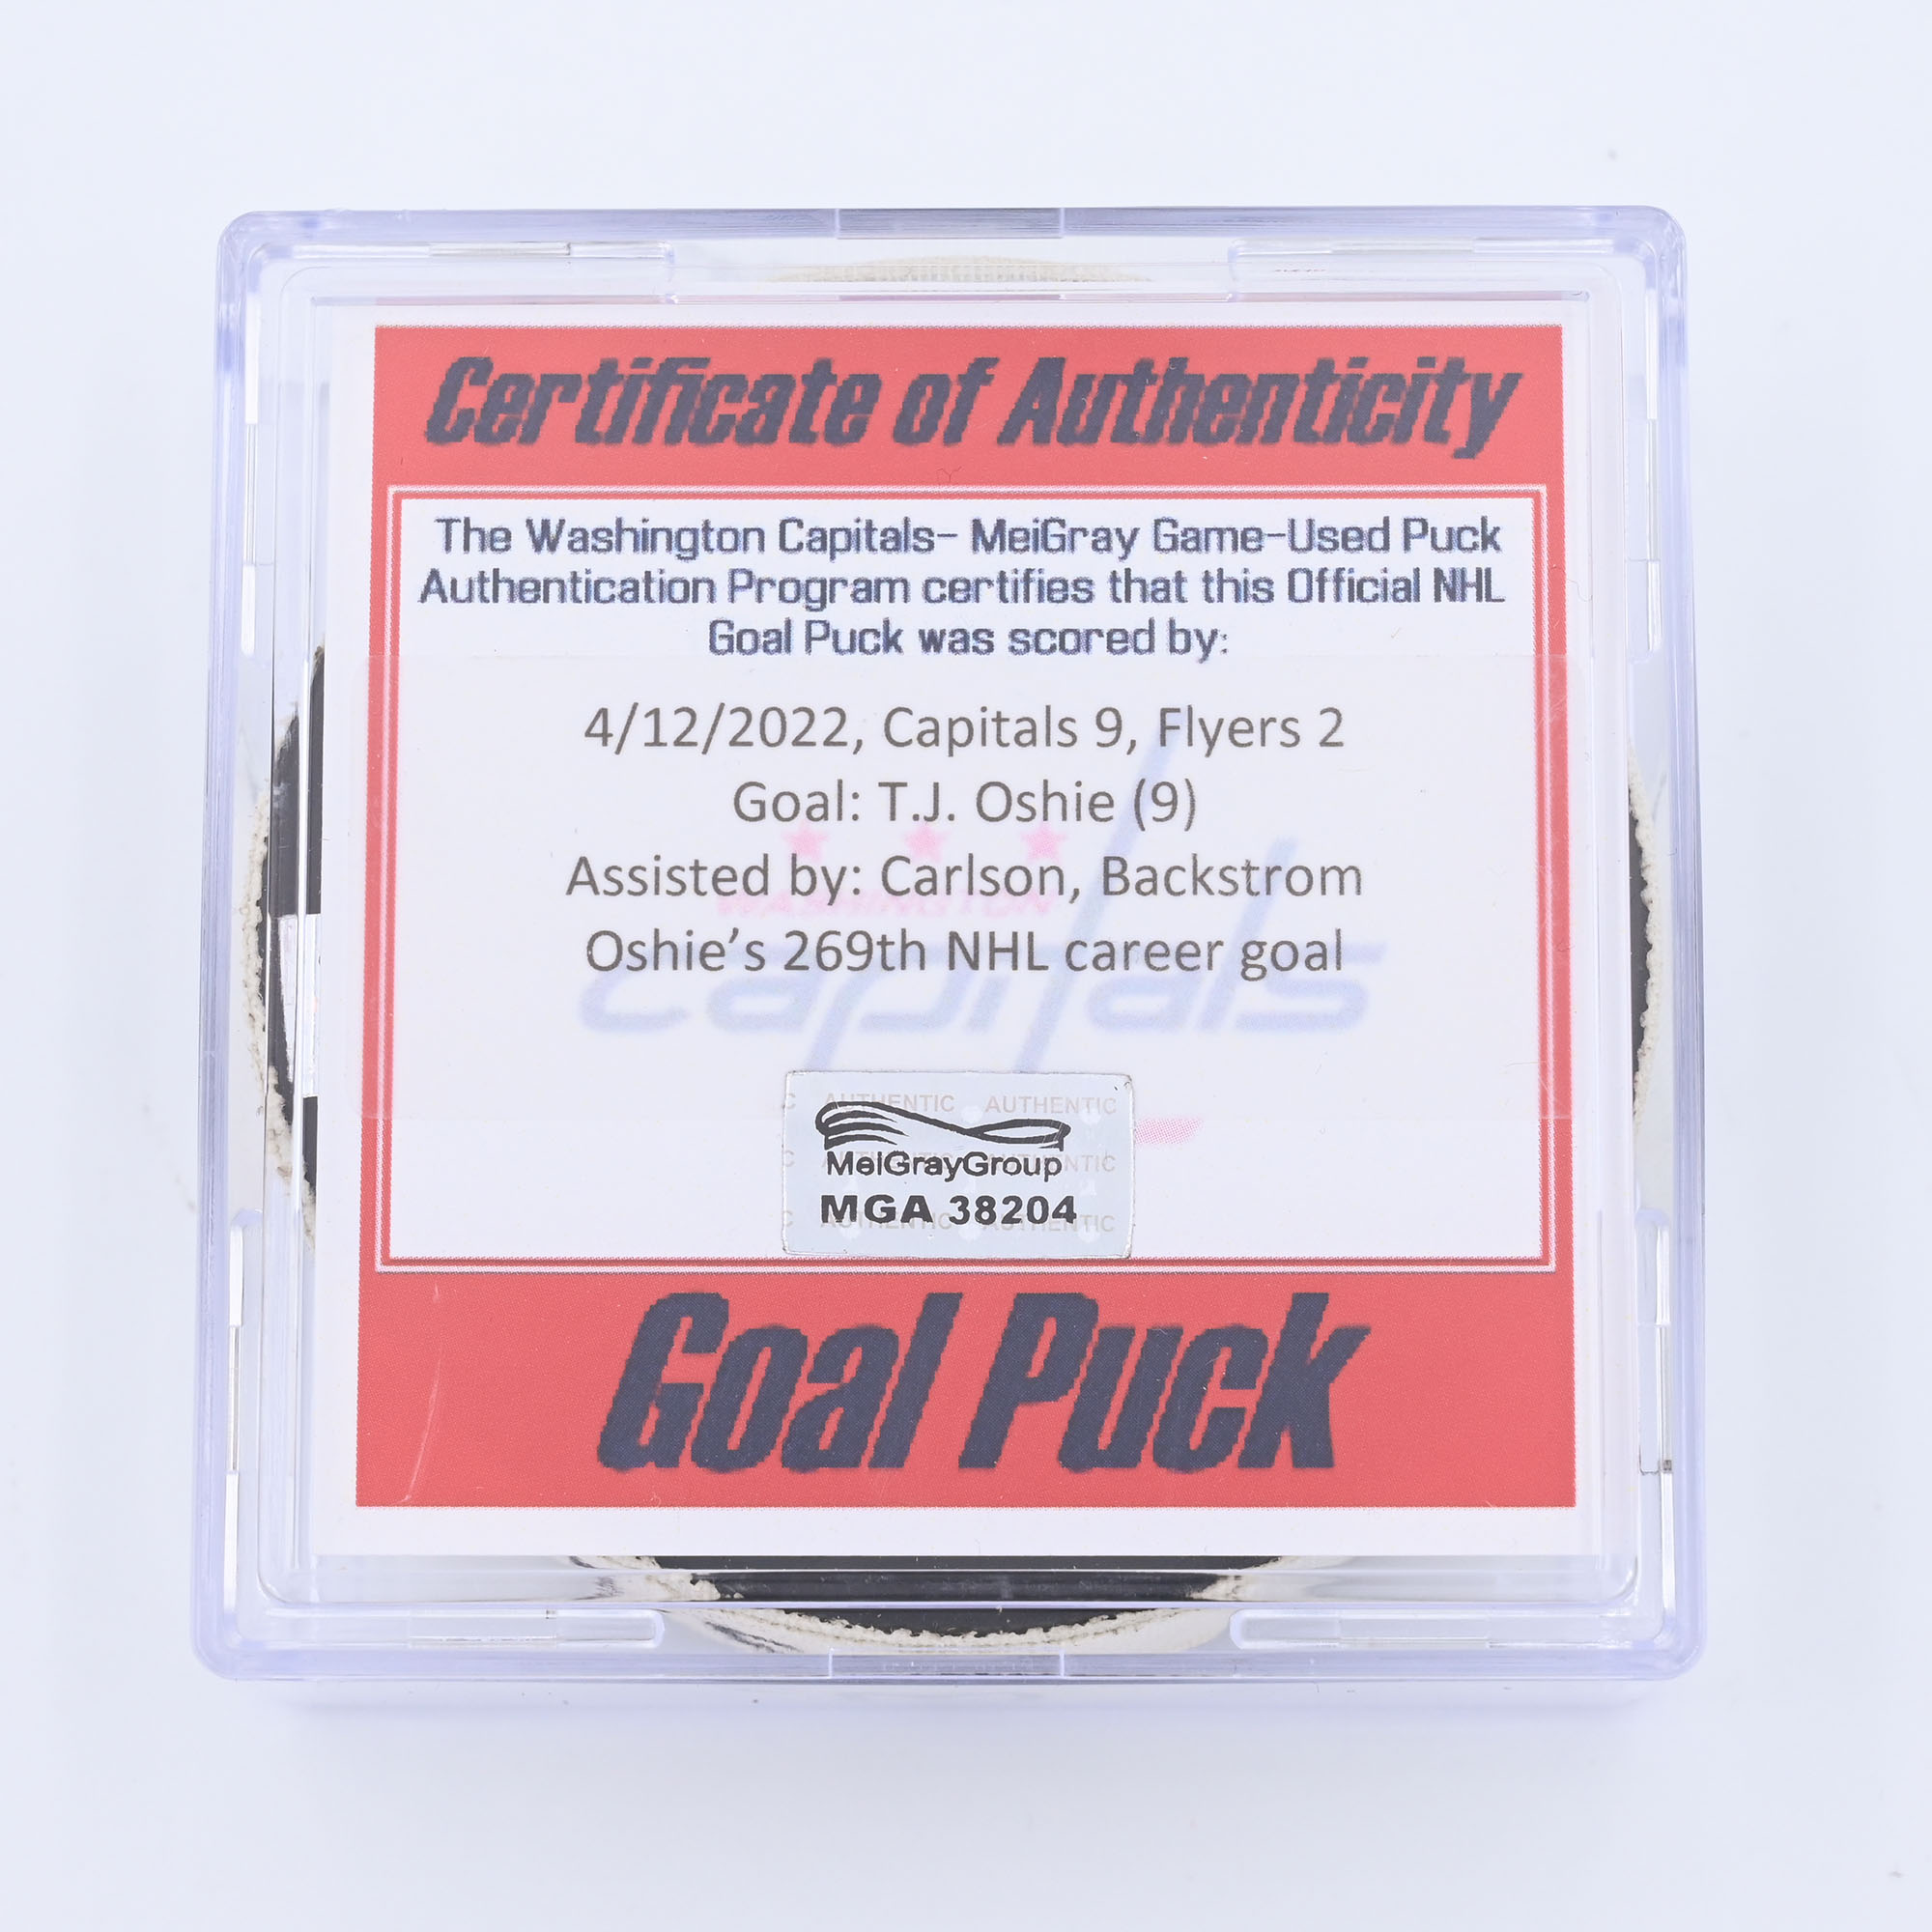 Certificate of Authenticity
The Washington Capitals- MeiGray Game-Used Puck
Authentication Program certifies that this Official NHL
Goal Puck was scored by:
4/12/2022, Capitals 9, Flyers 2
Goal: T.J. Oshie (9)
WASHINGTON
Assisted by: Carlson, Backstrom
Oshie’s 269th NHL career goal
capitals
AUTHENTIC AUTHENTIC
MeiGrayGroup
MGA 38204
Goal Puck